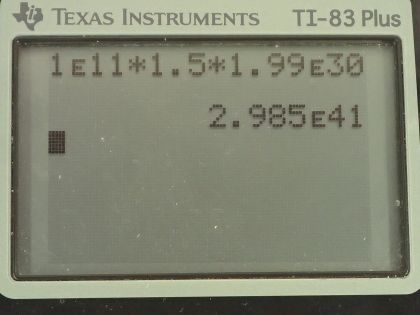 TEXAS INSTRUMENTS TI-83 Plus
1ᴇ11*1.5*1.99ᴇ30
2.985ᴇ41